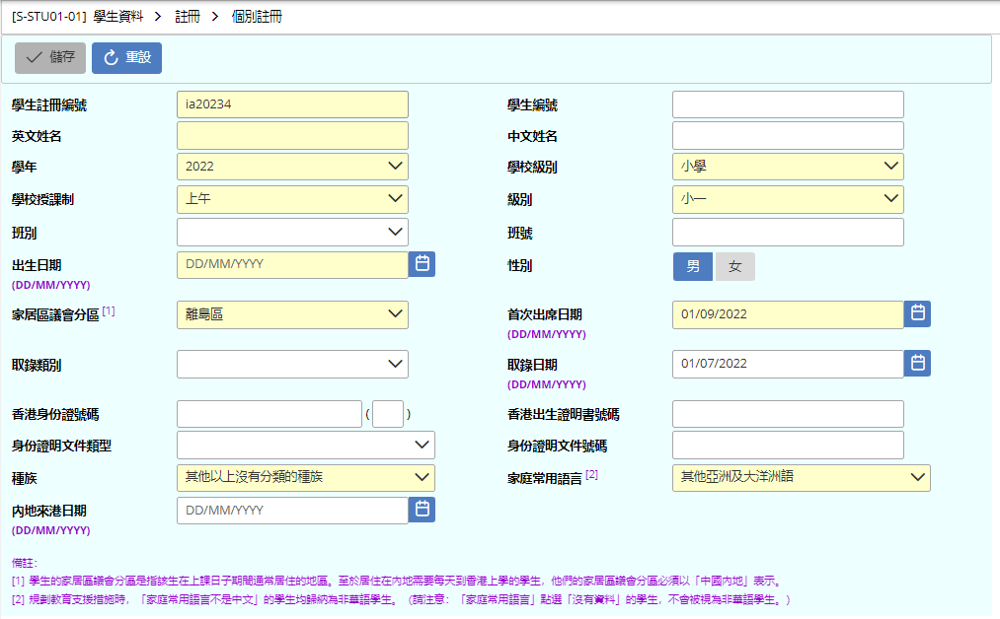 [S-STU01-01] 學生資料 > 註冊 > 個別註冊
儲存 重設
學生註冊編號 ia20234 學生編號
英文姓名 中文姓名
學年 2022 學校級別 小學
學校授課制 上午 級別 小一
班別 班號
出生日期 DD/MM/YYYY 性別 男 女
(DD/MM/YYYY)
家居區議會分區 [1] 離島區 首次出席日期 01/09/2022
(DD/MM/YYYY)
取錄類別 取錄日期 01/07/2022
(DD/MM/YYYY)
香港身份證號碼 ( ) 香港出生證明書號碼
身份證明文件類型 身份證明文件號碼
種族 其他以上沒有分類的種族 家庭常用語言 [2] 其他亞洲及大洋洲語
內地來港日期 DD/MM/YYYY
(DD/MM/YYYY)
備註:
[1] 學生的家居區議會分區是指該生在上課日子期間通常居住的地區。至於居住在內地需要每天到香港上學的學生，他們的家居區議會分區必須以「中國內地」表示。
[2] 規劃教育支援措施時，「家庭常用語言不是中文」的學生均歸納為非華語學生。（請注意：「家庭常用語言」點選「沒有資料」的學生，不會被視為非華語學生。）